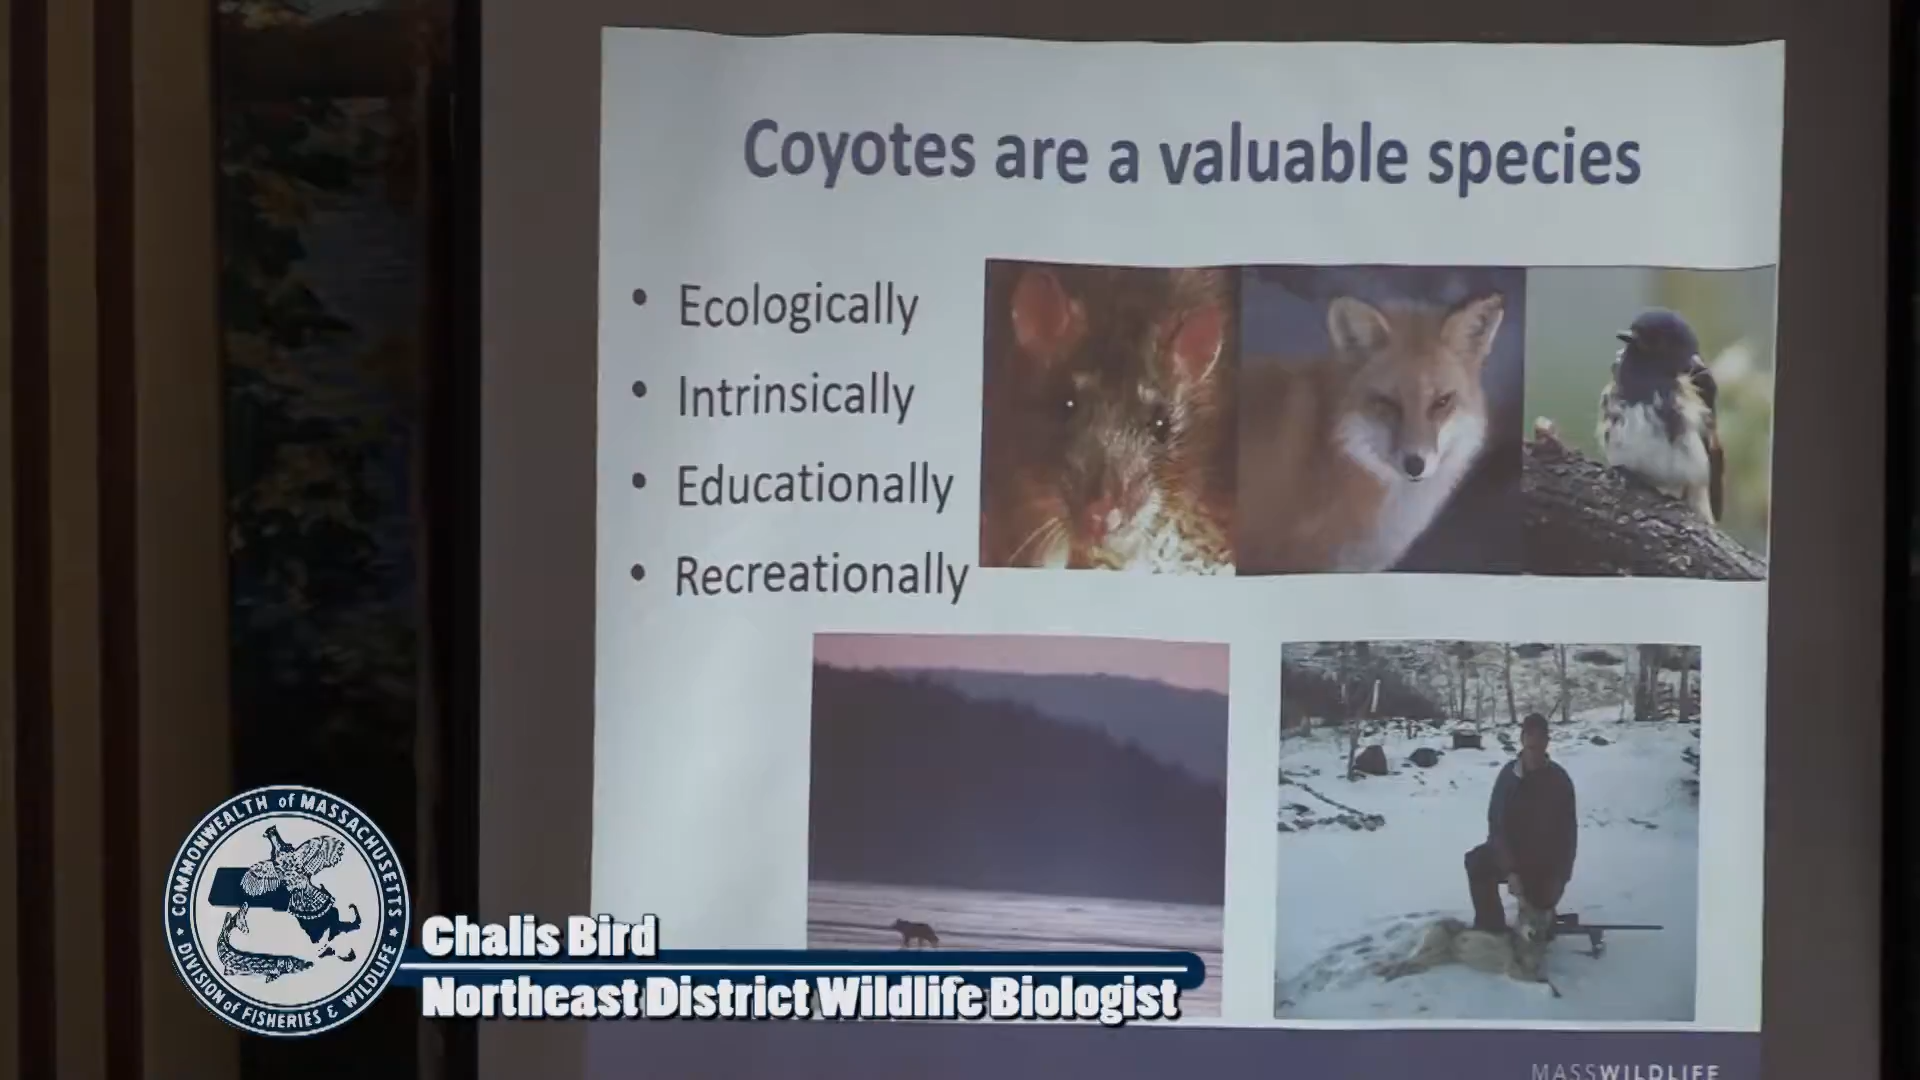 Coyotes are a valuable species
• Ecologically
• Intrinsically
• Educationally
• Recreationally
COMMONWEALTH of MASSACHUSETTS
• DIVISION of FISHERIES & WILDLIFE •
Chalis Bird
Northeast District Wildlife Biologist
MASSWILDLIFE